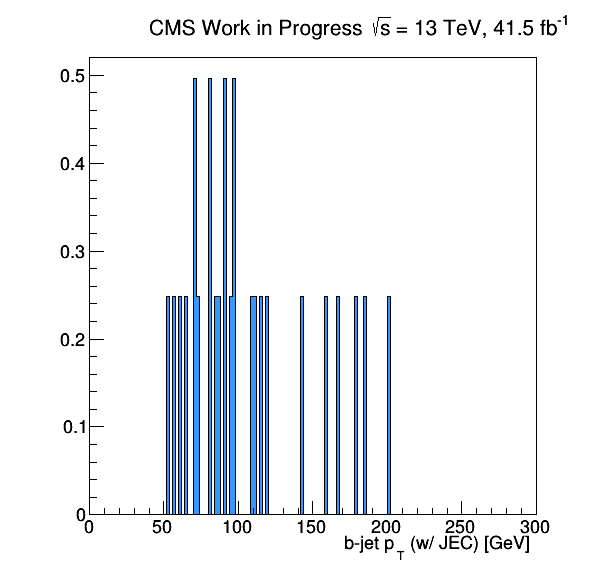 CMS Work in Progress √s = 13 TeV, 41.5 fb⁻¹
0.5
0.4
0.3
0.2
0.1
0
0 50 100 150 200 250 300
b-jet p_T (w/ JEC) [GeV]